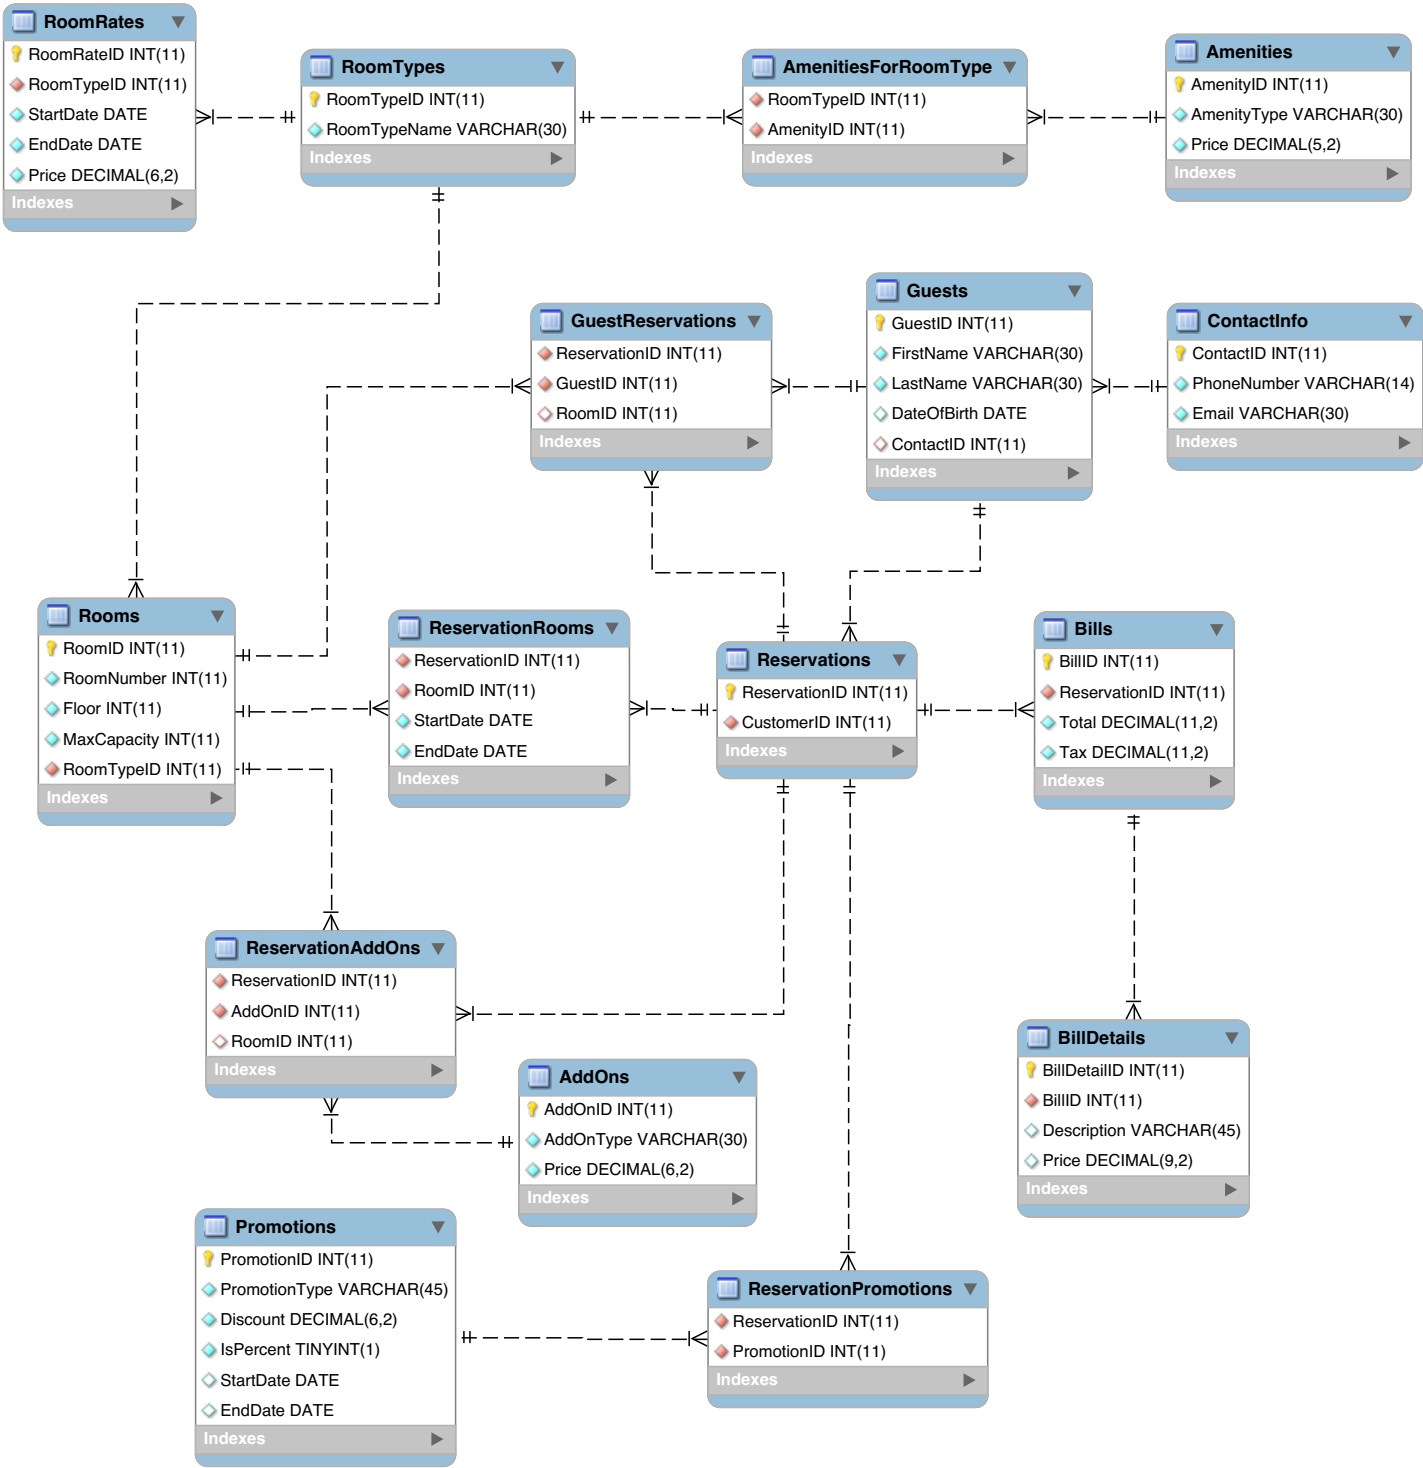 RoomRates
RoomRateID INT(11)
RoomTypeID INT(11)
StartDate DATE
EndDate DATE
Price DECIMAL(6,2)
Indexes
RoomTypes
RoomTypeID INT(11)
RoomTypeName VARCHAR(30)
Indexes
AmenitiesForRoomType
RoomTypeID INT(11)
AmenityID INT(11)
Indexes
Amenities
AmenityID INT(11)
AmenityType VARCHAR(30)
Price DECIMAL(5,2)
Indexes
GuestReservations
ReservationID INT(11)
GuestID INT(11)
RoomID INT(11)
Indexes
Guests
GuestID INT(11)
FirstName VARCHAR(30)
LastName VARCHAR(30)
DateOfBirth DATE
ContactID INT(11)
Indexes
ContactInfo
ContactID INT(11)
PhoneNumber VARCHAR(14)
Email VARCHAR(30)
Indexes
Rooms
RoomID INT(11)
RoomNumber INT(11)
Floor INT(11)
MaxCapacity INT(11)
RoomTypeID INT(11)
Indexes
ReservationRooms
ReservationID INT(11)
RoomID INT(11)
StartDate DATE
EndDate DATE
Indexes
Reservations
ReservationID INT(11)
CustomerID INT(11)
Indexes
Bills
BillID INT(11)
ReservationID INT(11)
Total DECIMAL(11,2)
Tax DECIMAL(11,2)
Indexes
ReservationAddOns
ReservationID INT(11)
AddOnID INT(11)
RoomID INT(11)
Indexes
AddOns
AddOnID INT(11)
AddOnType VARCHAR(30)
Price DECIMAL(6,2)
Indexes
BillDetails
BillDetailID INT(11)
BillID INT(11)
Description VARCHAR(45)
Price DECIMAL(9,2)
Indexes
Promotions
PromotionID INT(11)
PromotionType VARCHAR(45)
Discount DECIMAL(6,2)
IsPercent TINYINT(1)
StartDate DATE
EndDate DATE
Indexes
ReservationPromotions
ReservationID INT(11)
PromotionID INT(11)
Indexes